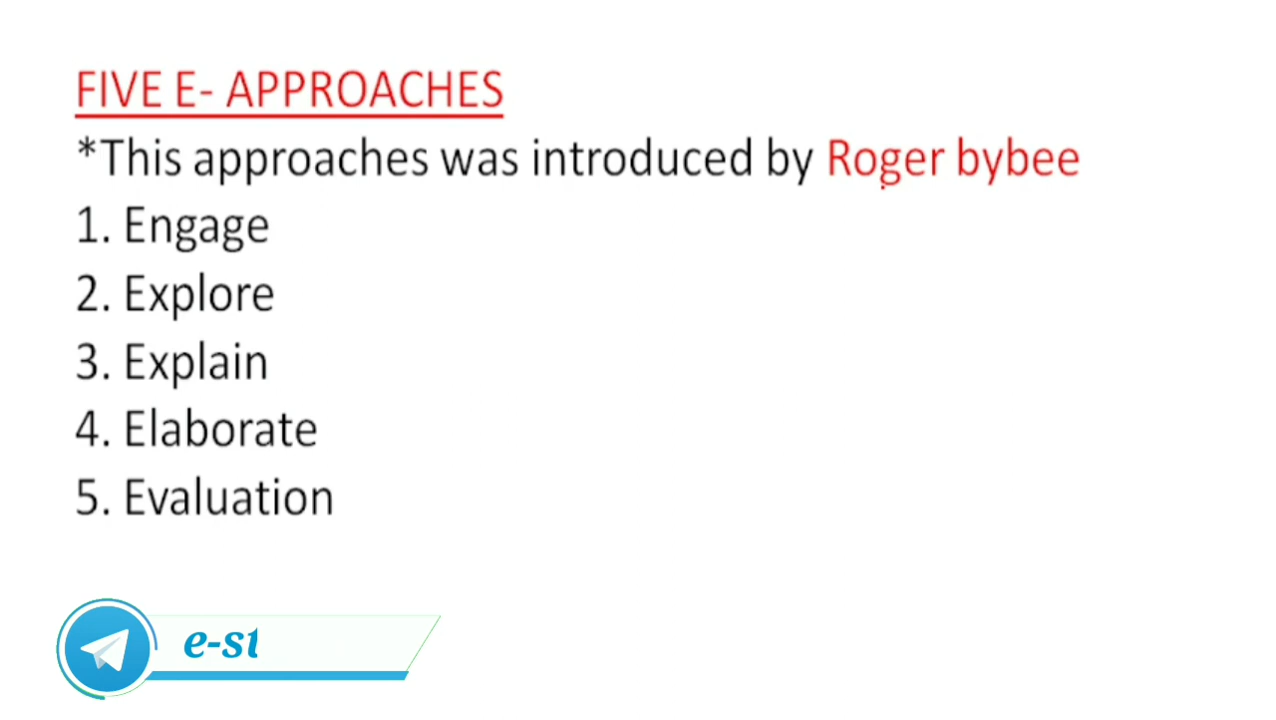 FIVE E- APPROACHES
*This approaches was introduced by Roger bybee
1. Engage
2. Explore
3. Explain
4. Elaborate
5. Evaluation